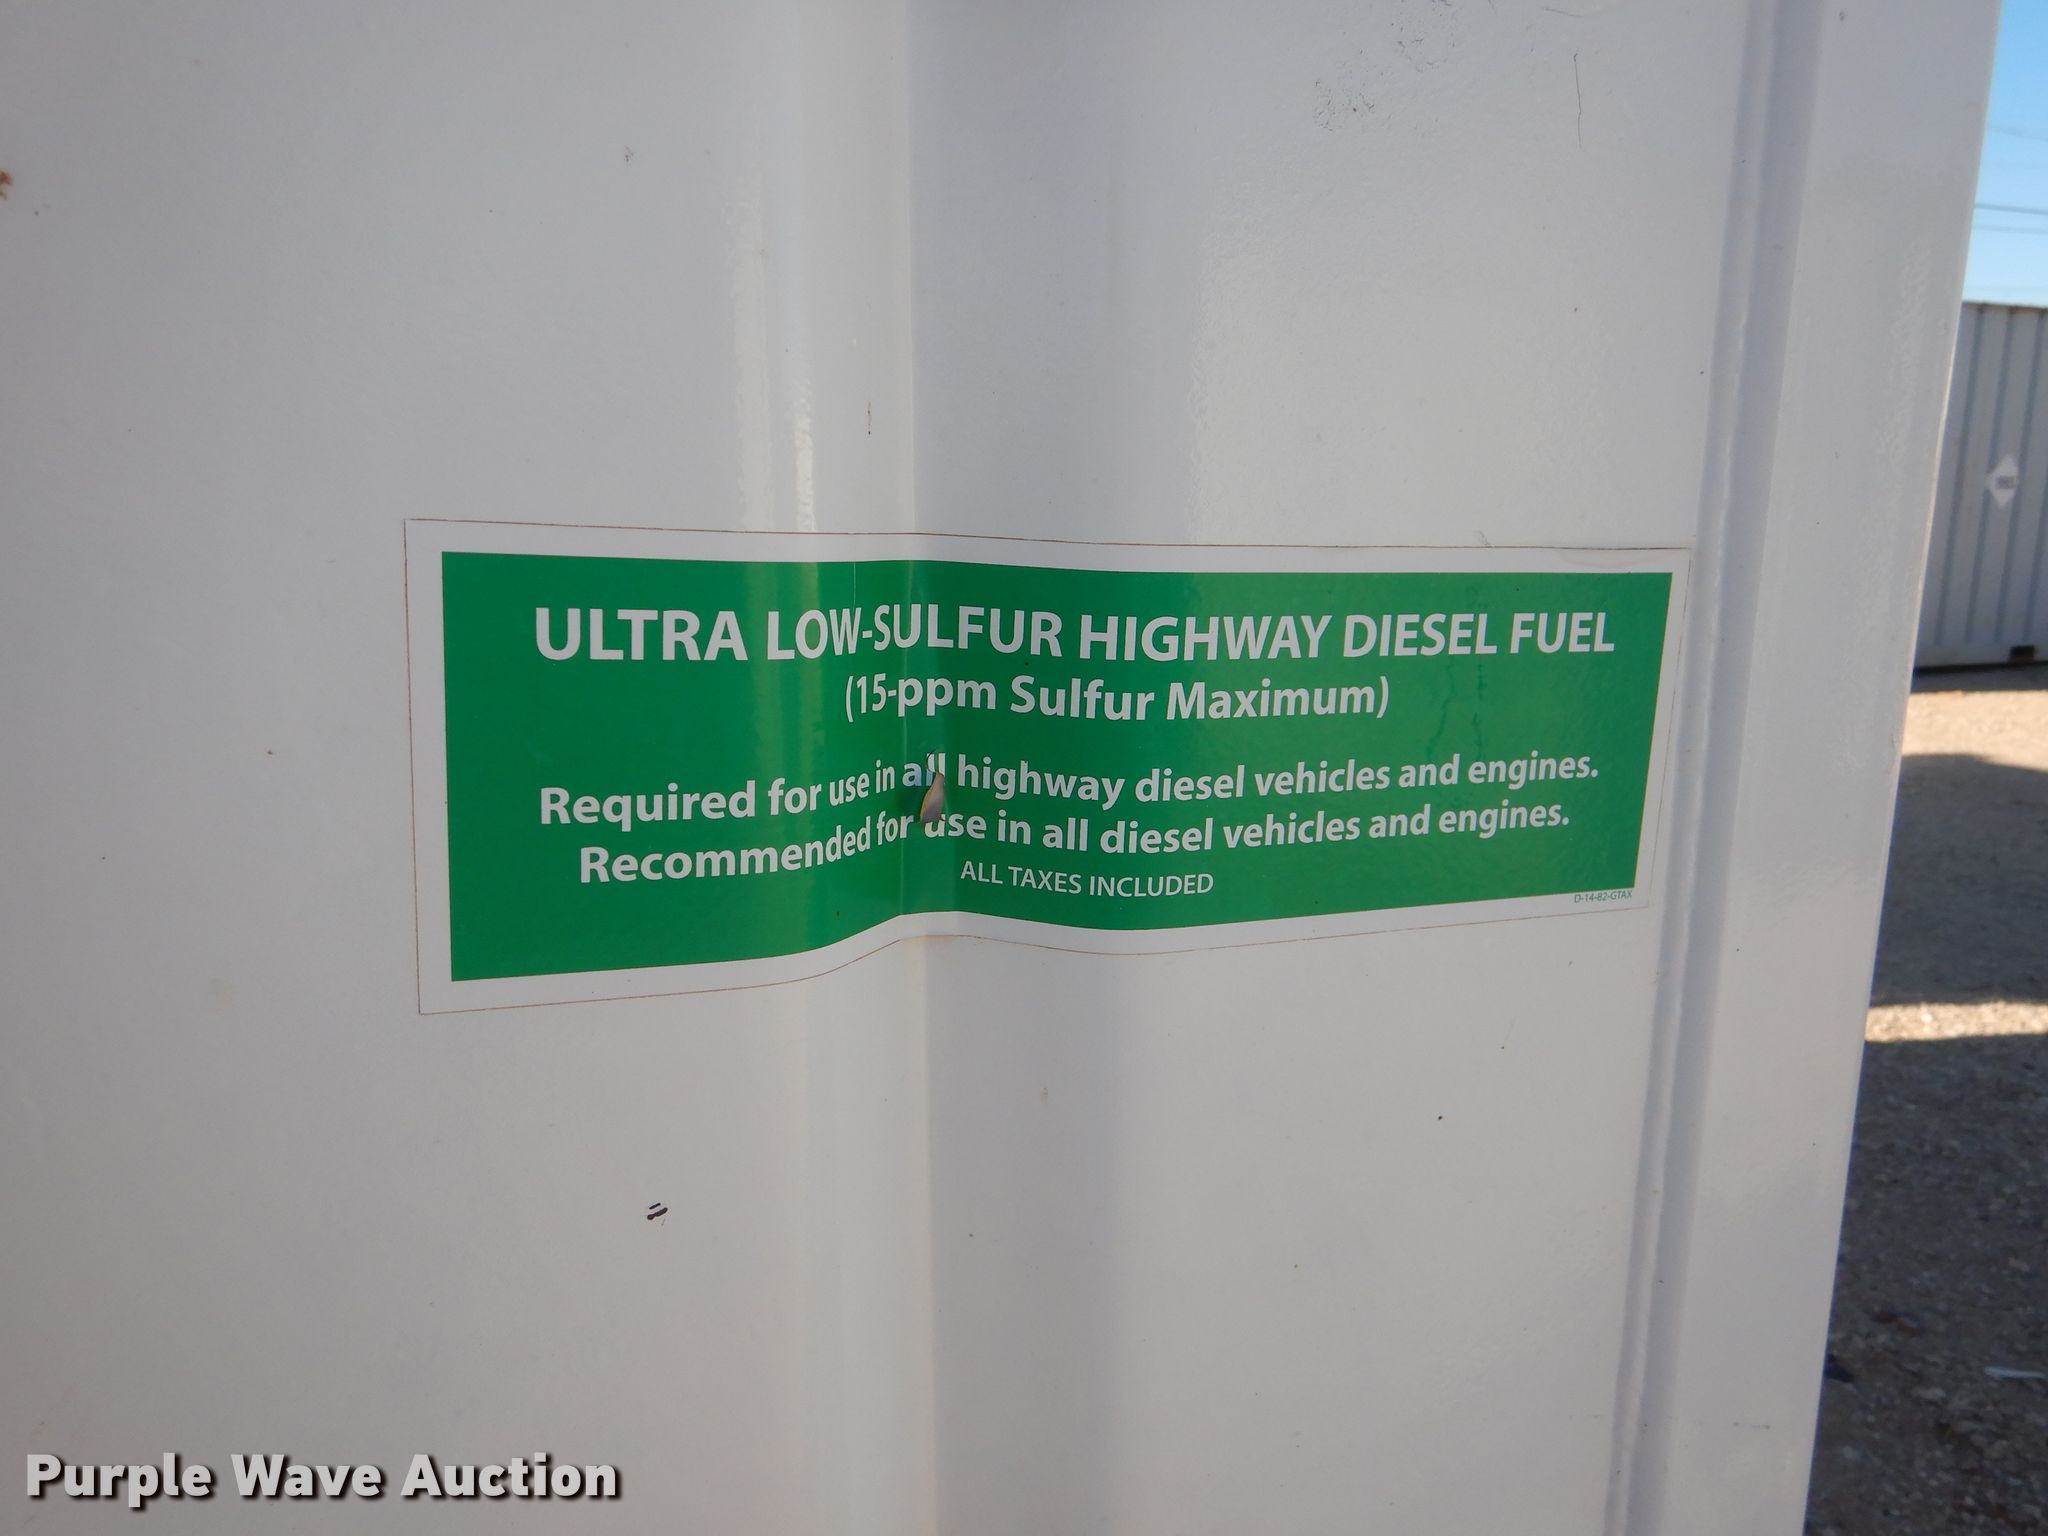 ULTRA LOW-SULFUR HIGHWAY DIESEL FUEL
(15-ppm Sulfur Maximum)
Required for use in all highway diesel vehicles and engines.
Recommended for use in all diesel vehicles and engines.
ALL TAXES INCLUDED
D-14-82-GTAX
Purple Wave Auction